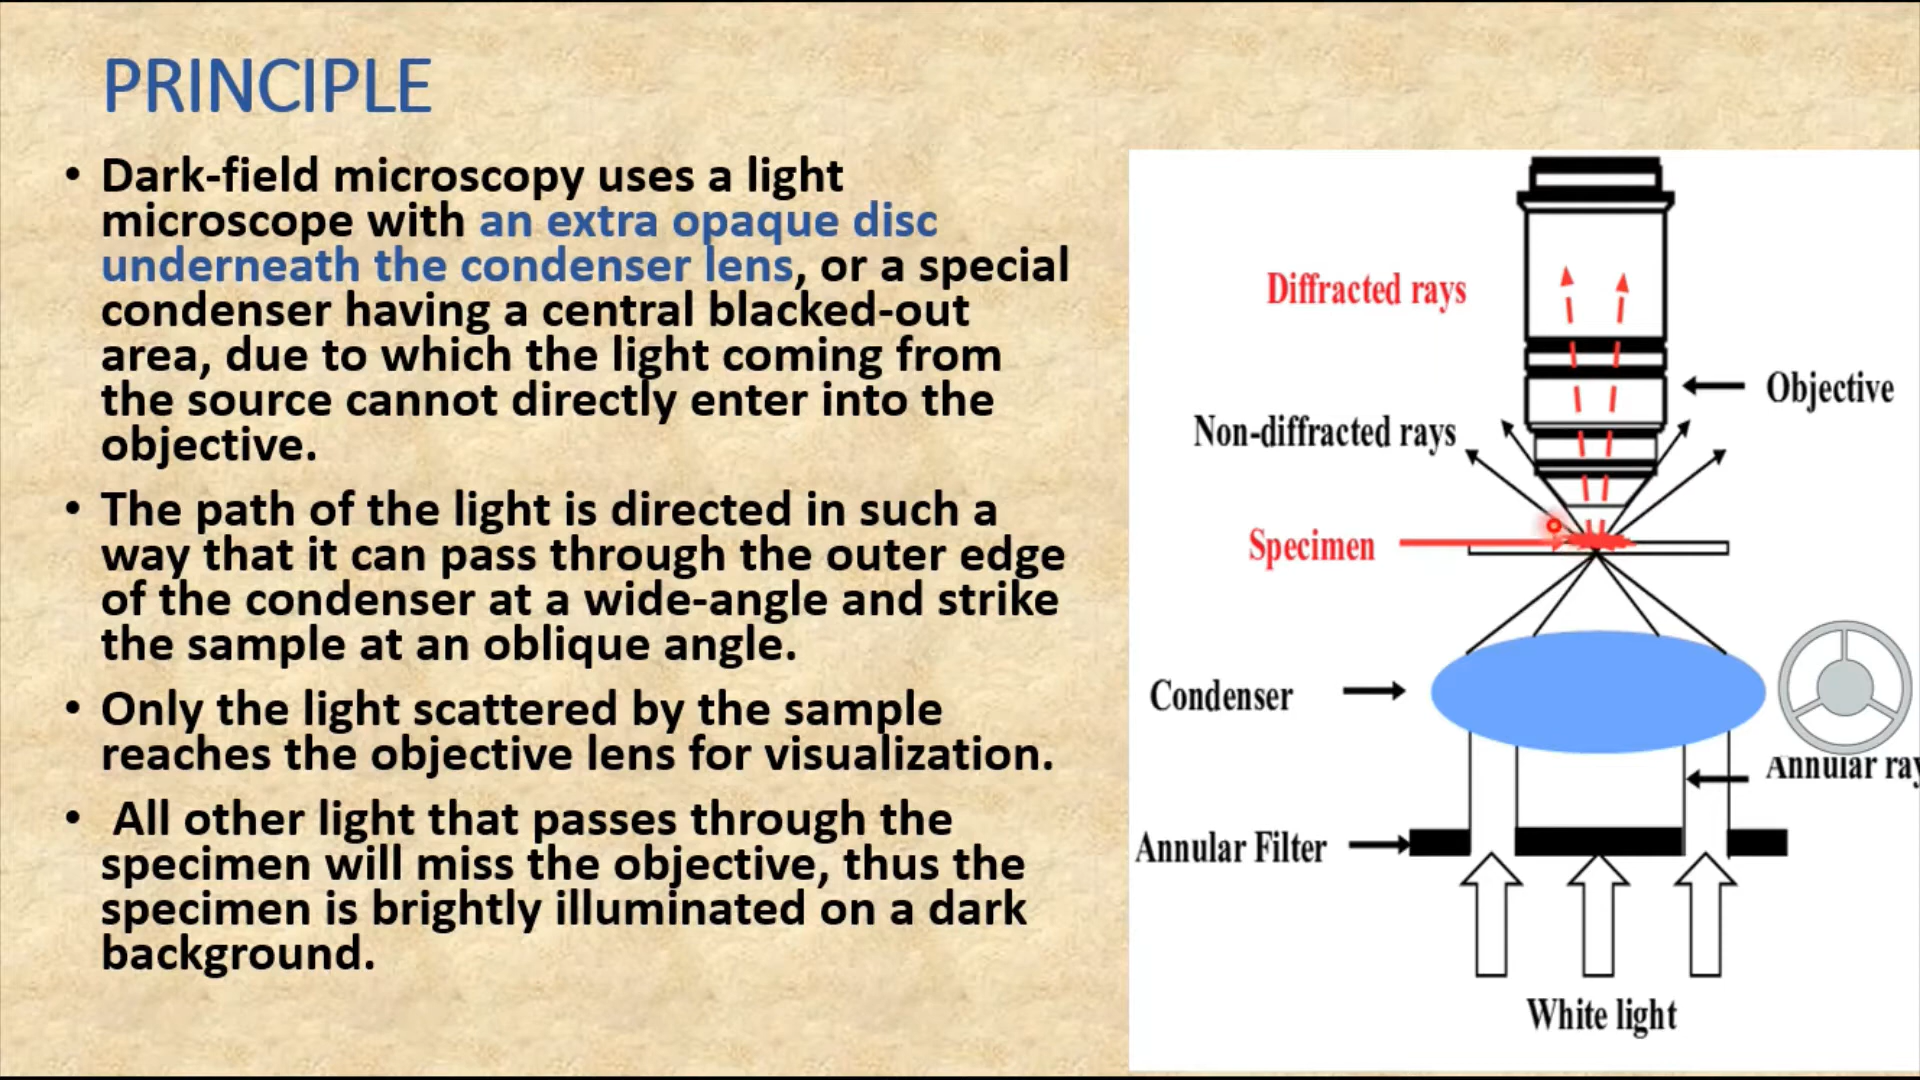 PRINCIPLE
• Dark-field microscopy uses a light
microscope with an extra opaque disc
underneath the condenser lens, or a special
condenser having a central blacked-out
area, due to which the light coming from
the source cannot directly enter into the
objective.
• The path of the light is directed in such a
way that it can pass through the outer edge
of the condenser at a wide-angle and strike
the sample at an oblique angle.
• Only the light scattered by the sample
reaches the objective lens for visualization.
• All other light that passes through the
specimen will miss the objective, thus the
specimen is brightly illuminated on a dark
background.
Diffracted rays
Objective
Non-diffracted rays
Specimen
Condenser
Annular ray
Annular Filter
White light